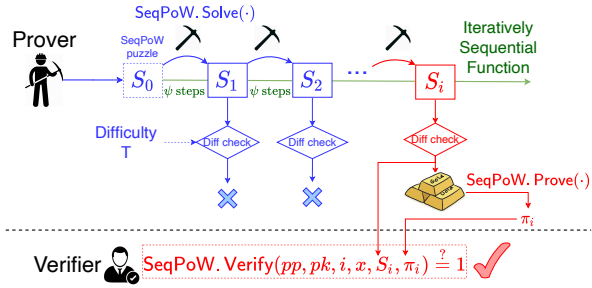 SeqPoW.Solve(·)
Prover
SeqPoW
puzzle
S₀
S₁
S₂
...
Sᵢ
Iteratively
Sequential
Function
ψ steps
ψ steps
Difficulty
T
Diff check
Diff check
Diff check
SeqPoW.Prove(·)
πᵢ
Verifier
SeqPoW.Verify(pp, pk, i, x, Sᵢ, πᵢ) ≟ 1